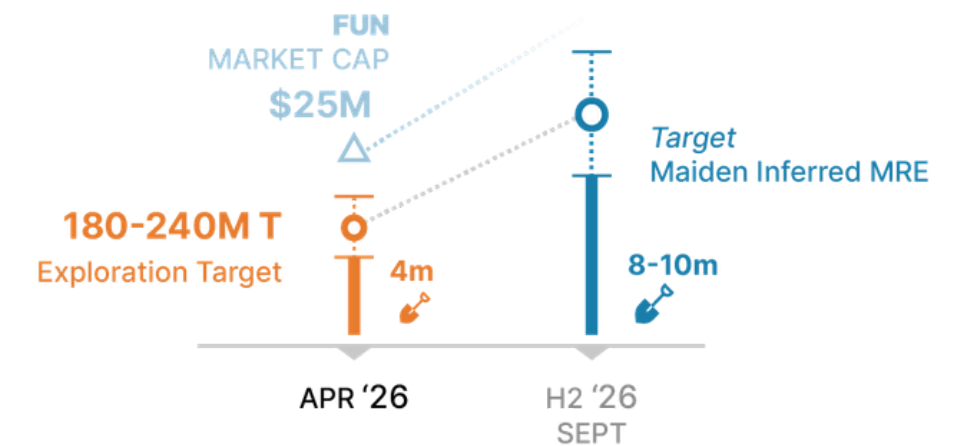 FUN
MARKET CAP
$25M
180-240M T
Exploration Target
4m
Target
Maiden Inferred MRE
8-10m
APR ‘26
H2 ‘26
SEPT